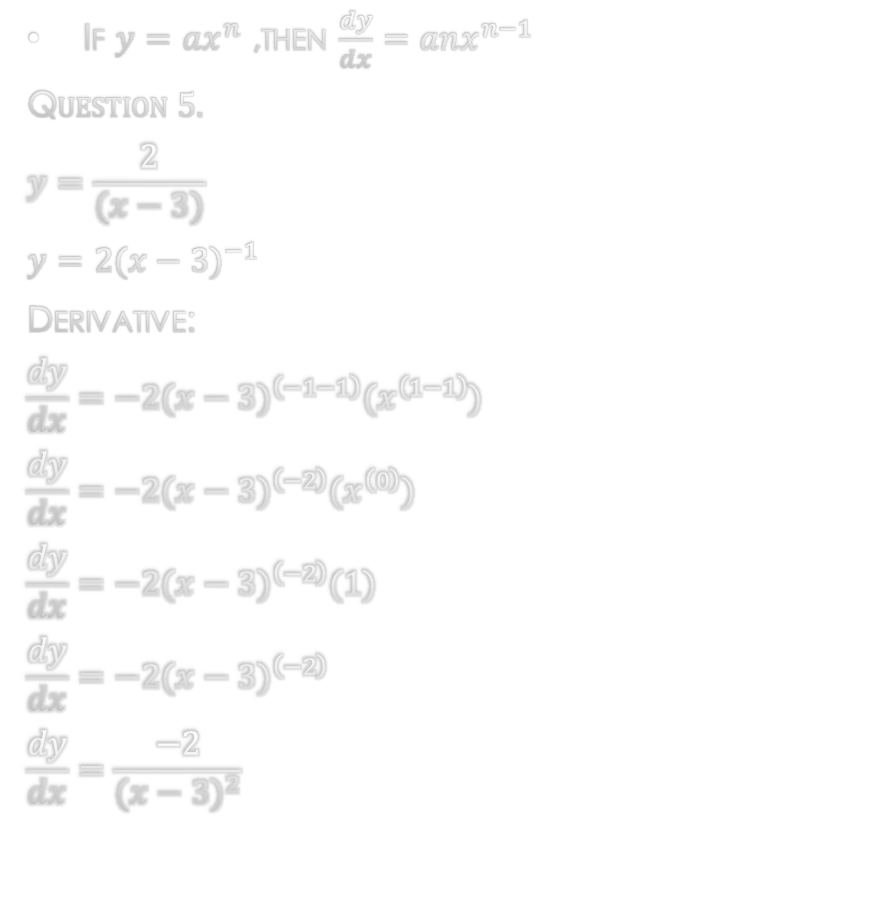 ◦ If y = axⁿ ,then dy/dx = anxⁿ⁻¹
Question 5.
y = 2/(x − 3)
y = 2(x − 3)⁻¹
Derivative:
dy/dx = −2(x − 3)⁽⁻¹⁻¹⁾(x⁽¹⁻¹⁾)
dy/dx = −2(x − 3)⁽⁻²⁾(x⁽⁰⁾)
dy/dx = −2(x − 3)⁽⁻²⁾(1)
dy/dx = −2(x − 3)⁽⁻²⁾
dy/dx = −2/(x − 3)²